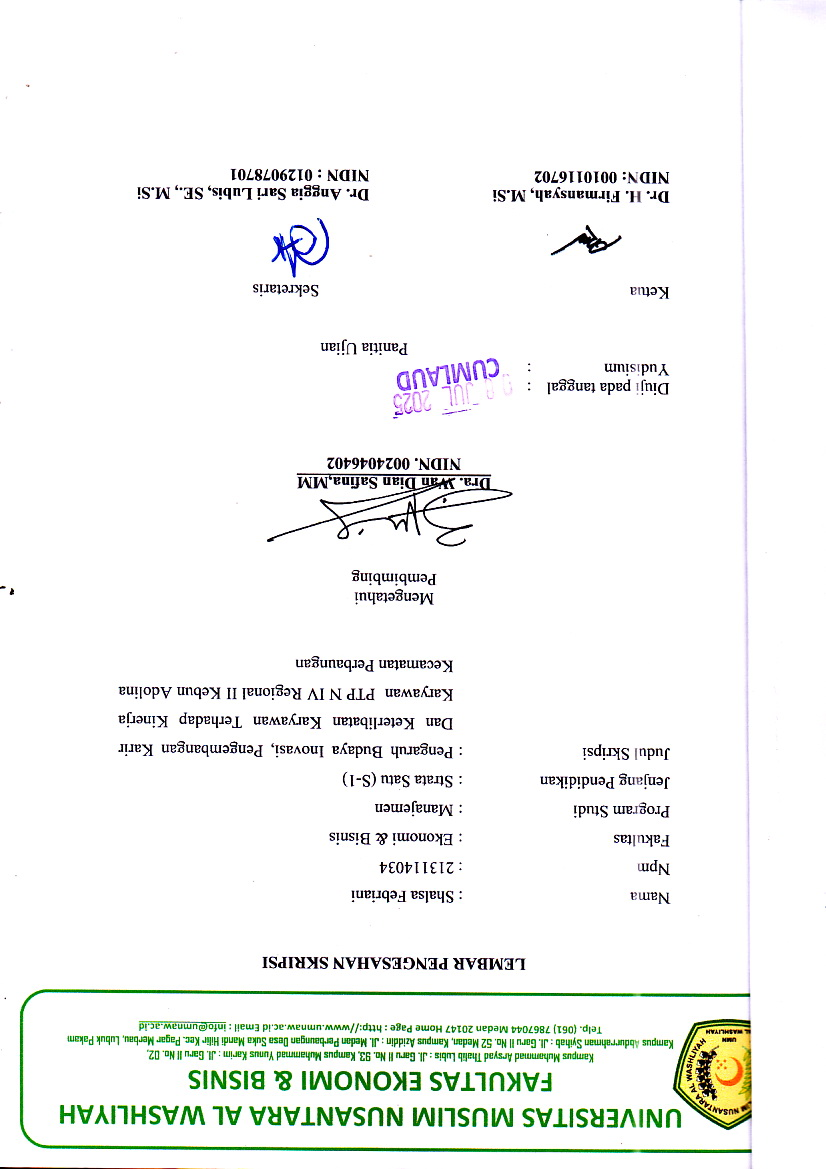 UNIVERSITAS MUSLIM NUSANTARA AL WASHLIYAH
FAKULTAS EKONOMI & BISNIS
Kampus Muhammad Arsyad Thalib Lubis : Jl. Garu II No. 93, Kampus Muhammad Yunus Karim : Jl. Garu II No. 02,
Kampus Abdurrahman Syihab : Jl. Garu II No. 52 Medan, Kampus Aziddin : Jl. Medan Perbaungan Desa Suka Mandi Hilir Kec. Pagar Merbau, Lubuk Pakam
Telp. (061) 7867044 Medan 20147 Home Page : http://www.umnaw.ac.id Email : info@umnaw.ac.id
LEMBAR PENGESAHAN SKRIPSI
Nama : Shalsa Febriani
Npm : 213114034
Fakultas : Ekonomi & Bisnis
Program Studi : Manajemen
Jenjang Pendidikan : Strata Satu (S-1)
Judul Skripsi : Pengaruh Budaya Inovasi, Pengembangan Karir
Dan Keterlibatan Karyawan Terhadap Kinerja
Karyawan PTP N IV Regional II Kebun Adolina
Kecamatan Perbaungan
Mengetahui
Pembimbing
Dra. Wan Dian Safina,MM
NIDN. 0024046402
Diuji pada tanggal : JUL 2025
Yudisium : CUMLAUD
Panitia Ujian
Ketua Sekretaris
Dr. H. Firmansyah, M.Si Dr. Anggia Sari Lubis, SE., M.Si
NIDN: 0010116702 NIDN : 0129078701